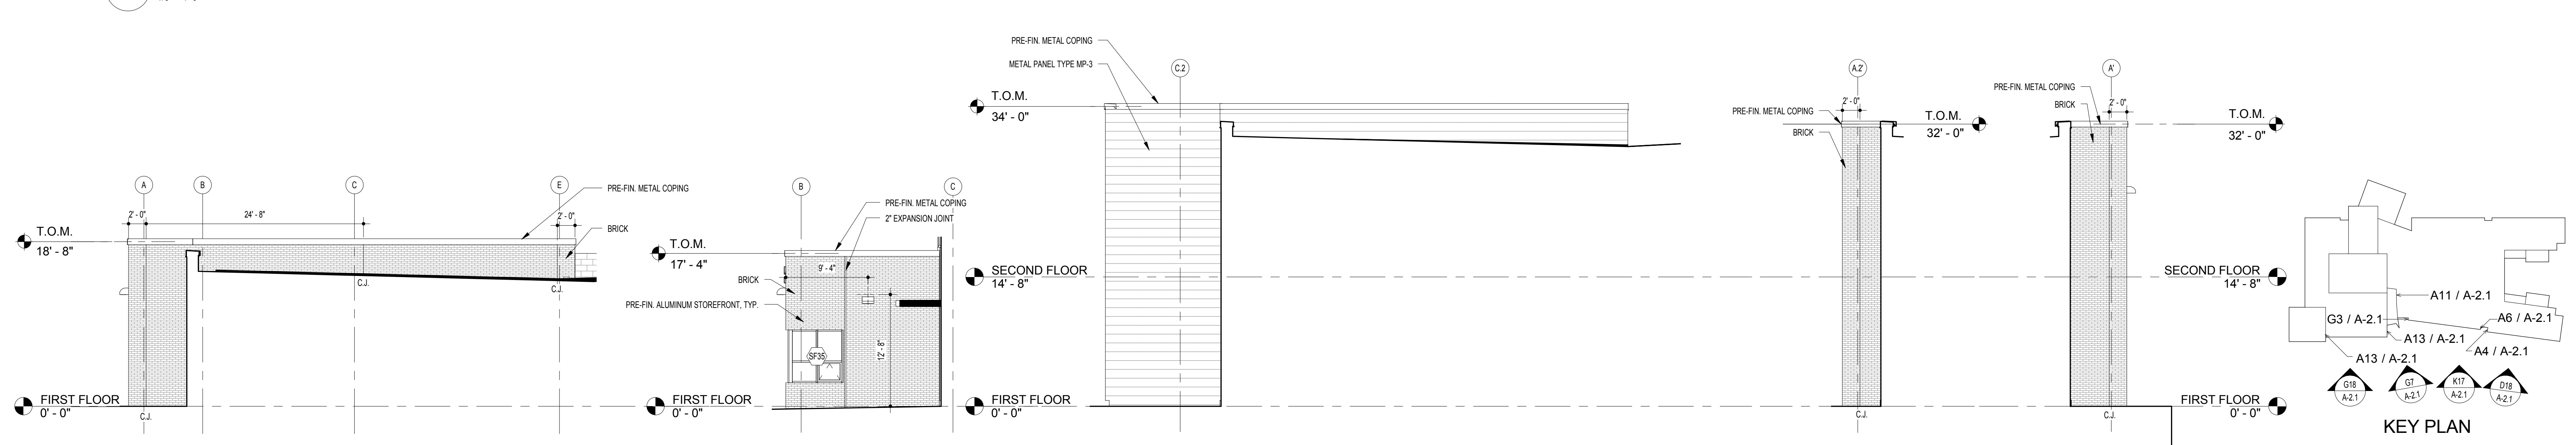 A
B
C
E
PRE-FIN. METAL COPING
2' - 0"
24' - 8"
2' - 0"
BRICK
T.O.M.
18' - 8"
C.J.
C.J.
FIRST FLOOR
0' - 0"
C.J.
B
C
PRE-FIN. METAL COPING
2" EXPANSION JOINT
T.O.M.
17' - 4"
9' - 4"
BRICK
PRE-FIN. ALUMINUM STOREFRONT, TYP.
SF35
12' - 8"
FIRST FLOOR
0' - 0"
PRE-FIN. METAL COPING
METAL PANEL TYPE MP-3
C.2
T.O.M.
34' - 0"
SECOND FLOOR
14' - 8"
FIRST FLOOR
0' - 0"
A.2'
2' - 0"
PRE-FIN. METAL COPING
BRICK
T.O.M.
32' - 0"
C.J.
A'
PRE-FIN. METAL COPING
BRICK
2' - 0"
T.O.M.
32' - 0"
SECOND FLOOR
14' - 8"
FIRST FLOOR
0' - 0"
C.J.
A11 / A-2.1
G3 / A-2.1
A6 / A-2.1
A13 / A-2.1
A13 / A-2.1
A4 / A-2.1
G18
A-2.1
G7
A-2.1
K17
A-2.1
D18
A-2.1
KEY PLAN